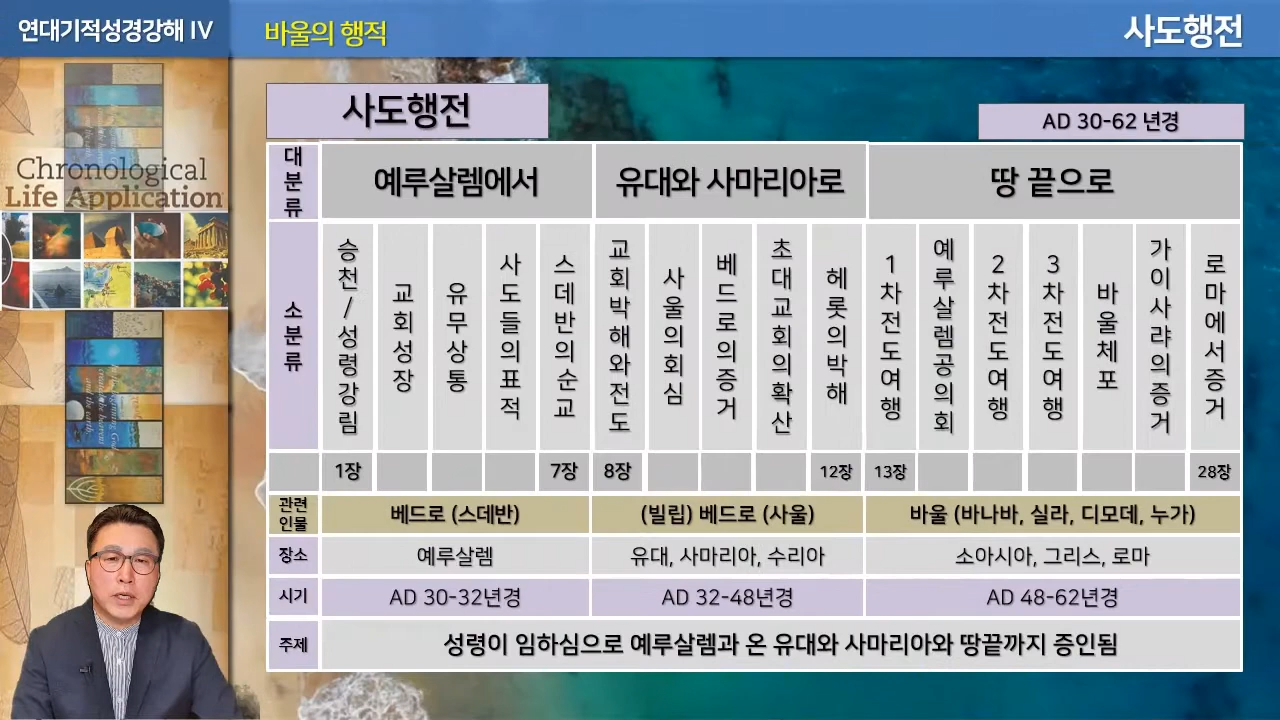 연대기적성경강해 IV
바울의 행적
사도행전
Chronological
Life Application
사도행전
AD 30-62 년경
대분류
예루살렘에서
유대와 사마리아로
땅 끝으로
소분류
승천/성령강림
교회성장
유무상통
사도들의표적
스데반의순교
교회박해와전도
사울의회심
베드로의증거
초대교회의확산
헤롯의박해
1차전도여행
예루살렘공의회
2차전도여행
3차전도여행
바울체포
가이사랴의증거
로마에서증거
1장
7장
8장
12장
13장
28장
관련
인물
베드로 (스데반)
(빌립) 베드로 (사울)
바울 (바나바, 실라, 디모데, 누가)
장소
예루살렘
유대, 사마리아, 수리아
소아시아, 그리스, 로마
시기
AD 30-32년경
AD 32-48년경
AD 48-62년경
주제
성령이 임하심으로 예루살렘과 온 유대와 사마리아와 땅끝까지 증인됨